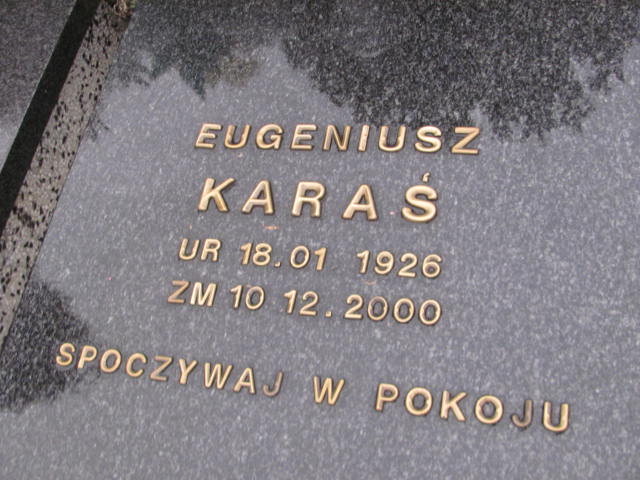 EUGENIUSZ
KARAŚ
UR 18.01 1926
ZM 10 12.2000
SPOCZYWAJ W POKOJU